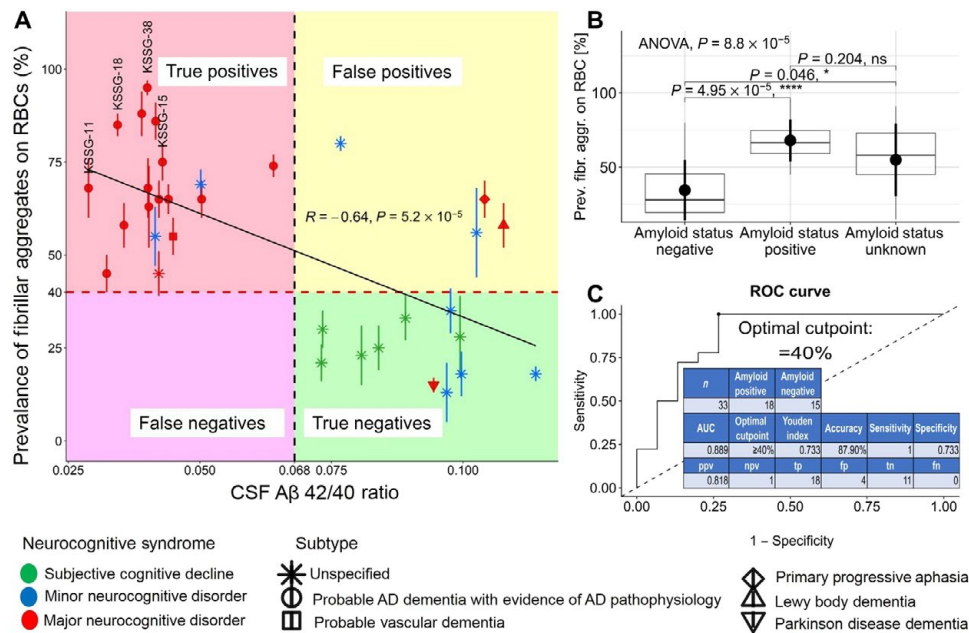 A
Prevalance of fibrillar aggregates on RBCs (%)
100
75
50
40
25
0
KSSG-11
KSSG-18
KSSG-38
KSSG-15
True positives
False positives
R = −0.64, P = 5.2 × 10⁻⁵
False negatives
True negatives
0.025
0.050
0.068
0.075
0.100
CSF Aβ 42/40 ratio
B
Prev. fibr. aggr. on RBC [%]
100
50
ANOVA, P = 8.8 × 10⁻⁵
P = 0.204, ns
P = 0.046, *
P = 4.95 × 10⁻⁵, ****
Amyloid status negative
Amyloid status positive
Amyloid status unknown
C
ROC curve
Optimal cutpoint:
=40%
Sensitivity
1.00
0.75
0.50
0.25
0.00
n Amyloid positive Amyloid negative
33 18 15
AUC Optimal cutpoint Youden index Accuracy Sensitivity Specificity
0.889 ≥40% 0.733 87.90% 1 0.733
ppv npv tp fp tn fn
0.818 1 18 4 11 0
0.00 0.25 0.50 0.75 1.00
1 – Specificity
Neurocognitive syndrome
Subjective cognitive decline
Minor neurocognitive disorder
Major neurocognitive disorder
Subtype
Unspecified
Probable AD dementia with evidence of AD pathophysiology
Probable vascular dementia
Primary progressive aphasia
Lewy body dementia
Parkinson disease dementia